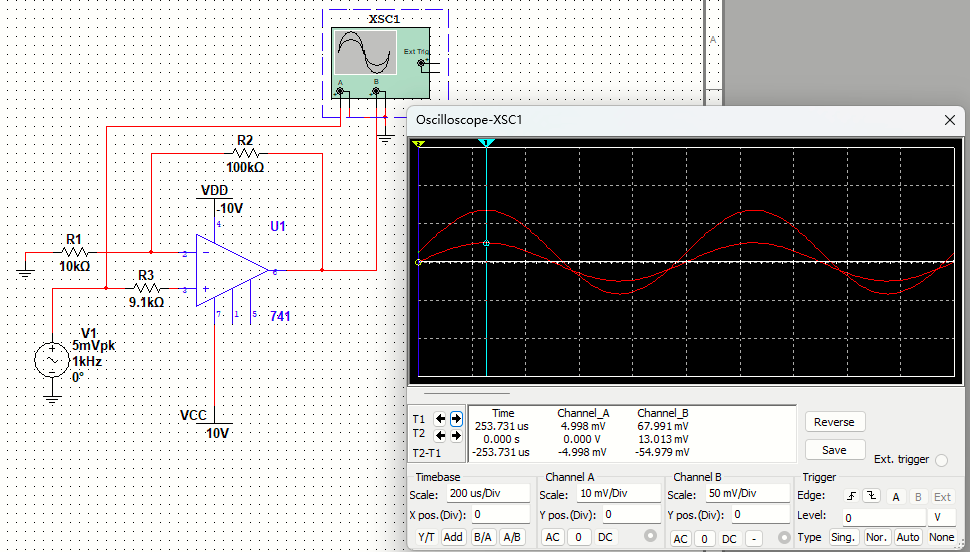 XSC1
Ext Trig
A
B
A
R2
100kΩ
VDD
-10V
U1
4
R1
10kΩ
2
6
R3
9.1kΩ
3
7
1
5
741
V1
5mVpk
1kHz
0°
VCC
10V
Oscilloscope-XSC1
2
1
T1
T2
T2-T1
Time Channel_A Channel_B
253.731 us 4.998 mV 67.991 mV
0.000 s 0.000 V 13.013 mV
-253.731 us -4.998 mV -54.979 mV
Reverse
Save
Ext. trigger
Timebase
Scale: 200 us/Div
X pos.(Div): 0
Y/T Add B/A A/B
Channel A
Scale: 10 mV/Div
Y pos.(Div): 0
AC 0 DC
Channel B
Scale: 50 mV/Div
Y pos.(Div): 0
AC 0 DC -
Trigger
Edge: A B Ext
Level: 0 V
Type Sing. Nor. Auto None